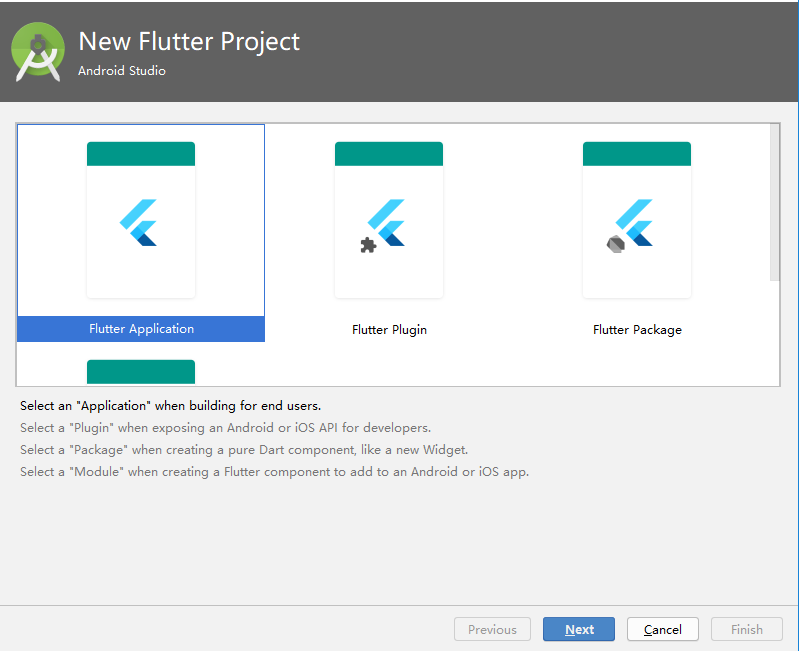 New Flutter Project
Android Studio
Flutter Application
Flutter Plugin
Flutter Package
Select an "Application" when building for end users.
Select a "Plugin" when exposing an Android or iOS API for developers.
Select a "Package" when creating a pure Dart component, like a new Widget.
Select a "Module" when creating a Flutter component to add to an Android or iOS app.
Previous
Next
Cancel
Finish